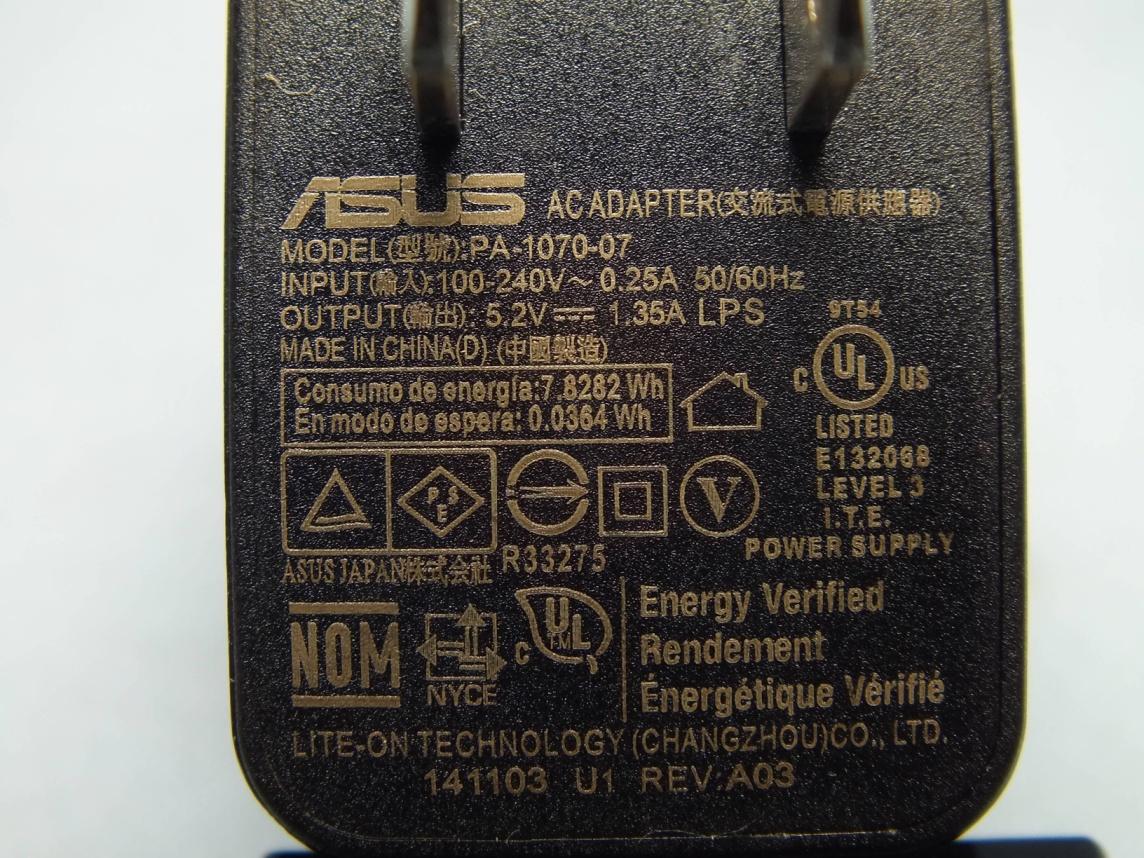 ASUS AC ADAPTER(交流式電源供應器)
MODEL(型號):PA-1070-07
INPUT(輸入):100-240V~ 0.25A 50/60Hz
OUTPUT(輸出): 5.2V⎓ 1.35A LPS
MADE IN CHINA(D) (中國製造)
Consumo de energía:7.8282 Wh
En modo de espera: 0.0364 Wh
9T54
C UL US
LISTED
E132068
LEVEL 3
I.T.E.
POWER SUPPLY
PS
E
V
ASUS JAPAN株式会社
R33275
NOM
NYCE
C UL
Energy Verified
Rendement
Énergétique Vérifié
LITE-ON TECHNOLOGY (CHANGZHOU)CO., LTD.
141103 U1 REV:A03